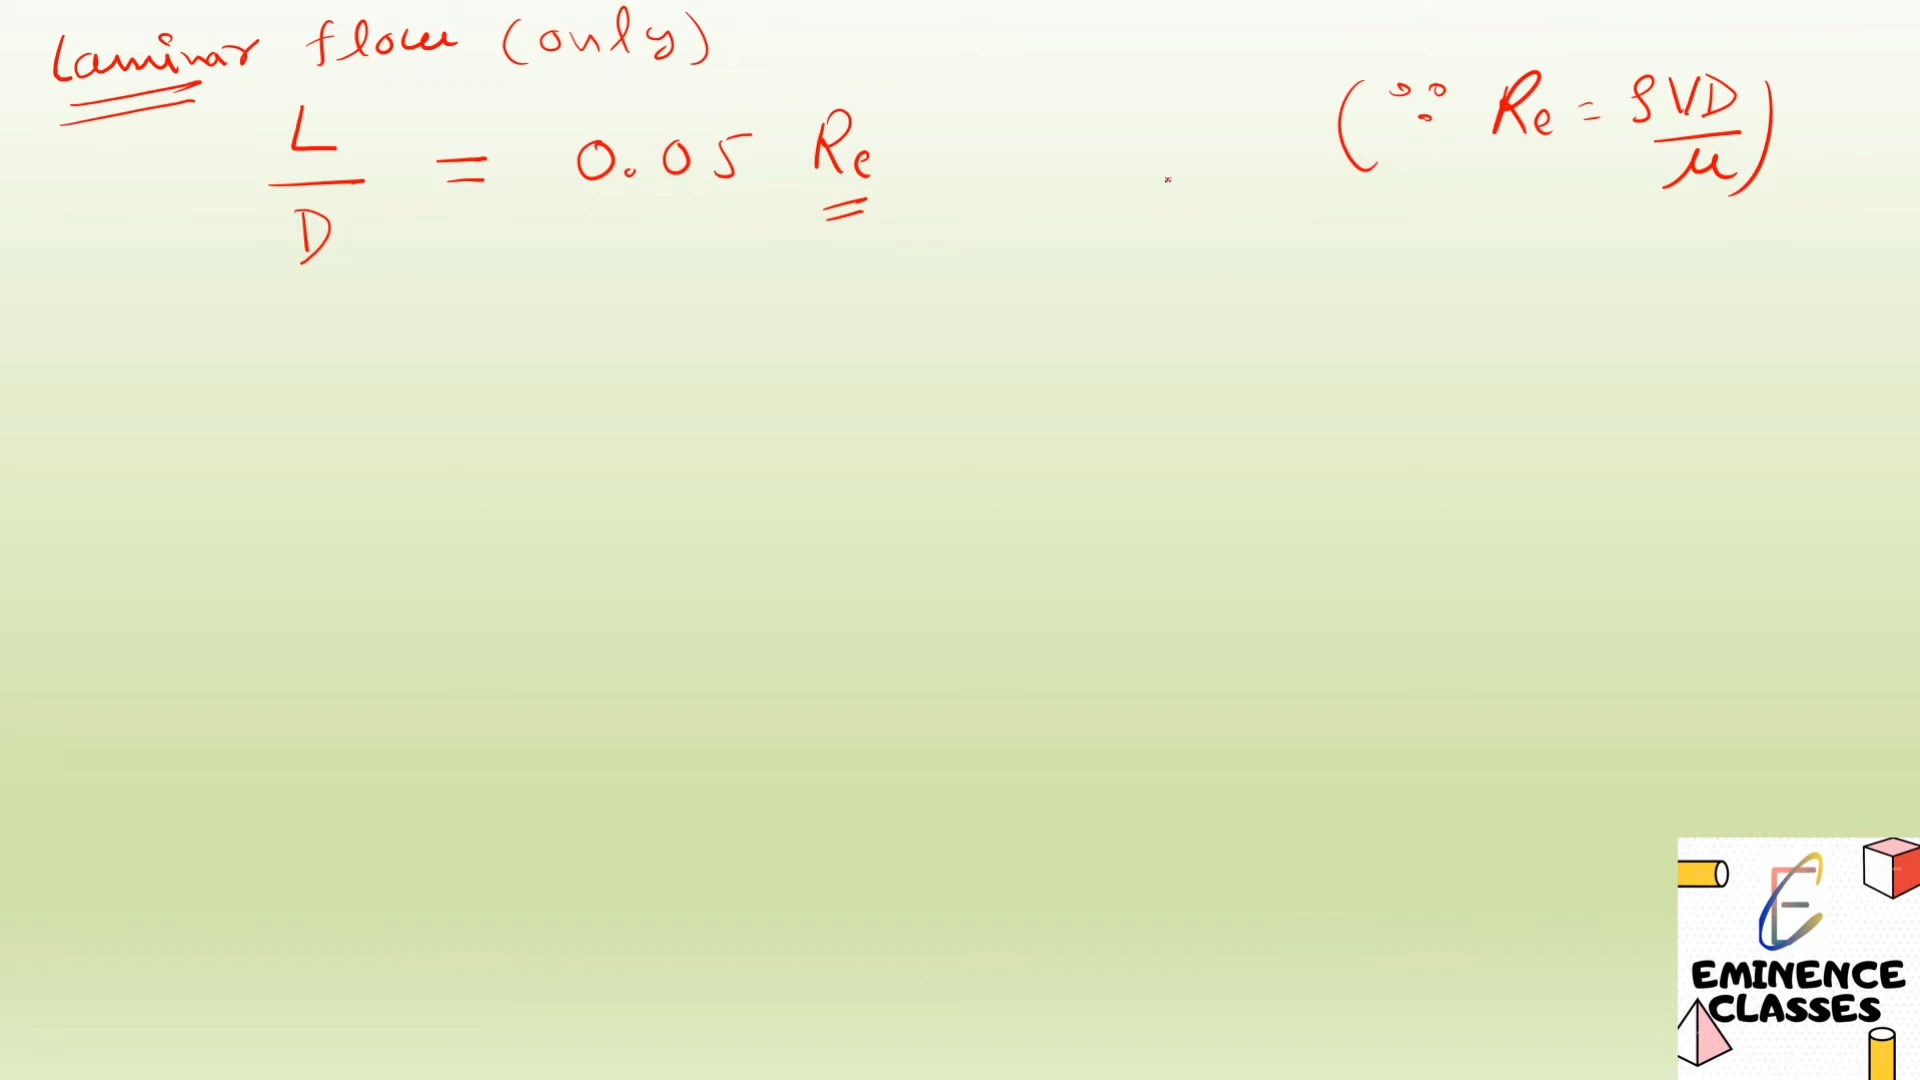 Laminar flow (only)
L/D = 0.05 Re
(∵ Re = ρVD/μ)
EMINENCE
CLASSES